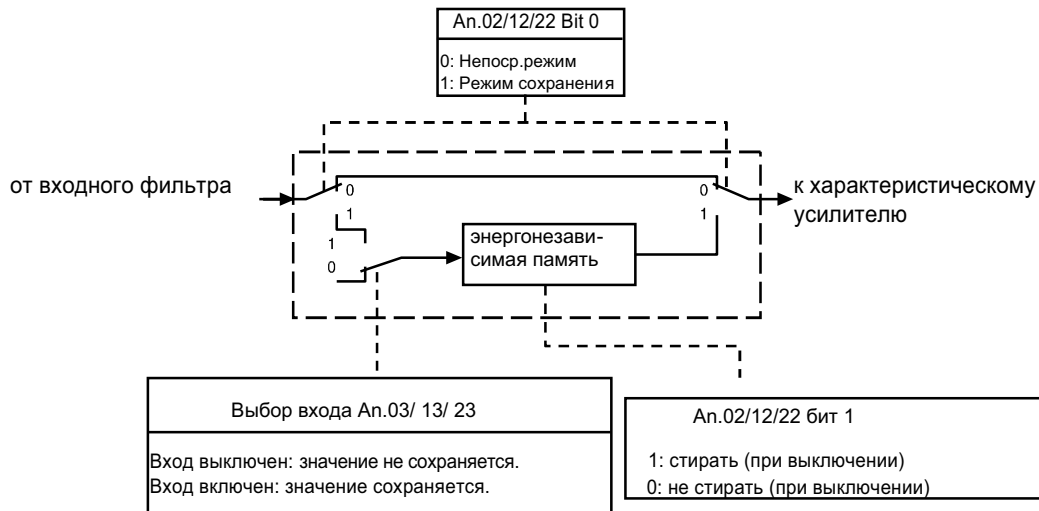 An.02/12/22 Bit 0
0: Непоср.режим
1: Режим сохранения
от входного фильтра
0
1
1
0
энергонезави-
симая память
0
1
к характеристическому
усилителю
Выбор входа An.03/ 13/ 23
Вход выключен: значение не сохраняется.
Вход включен: значение сохраняется.
An.02/12/22 бит 1
1: стирать (при выключении)
0: не стирать (при выключении)